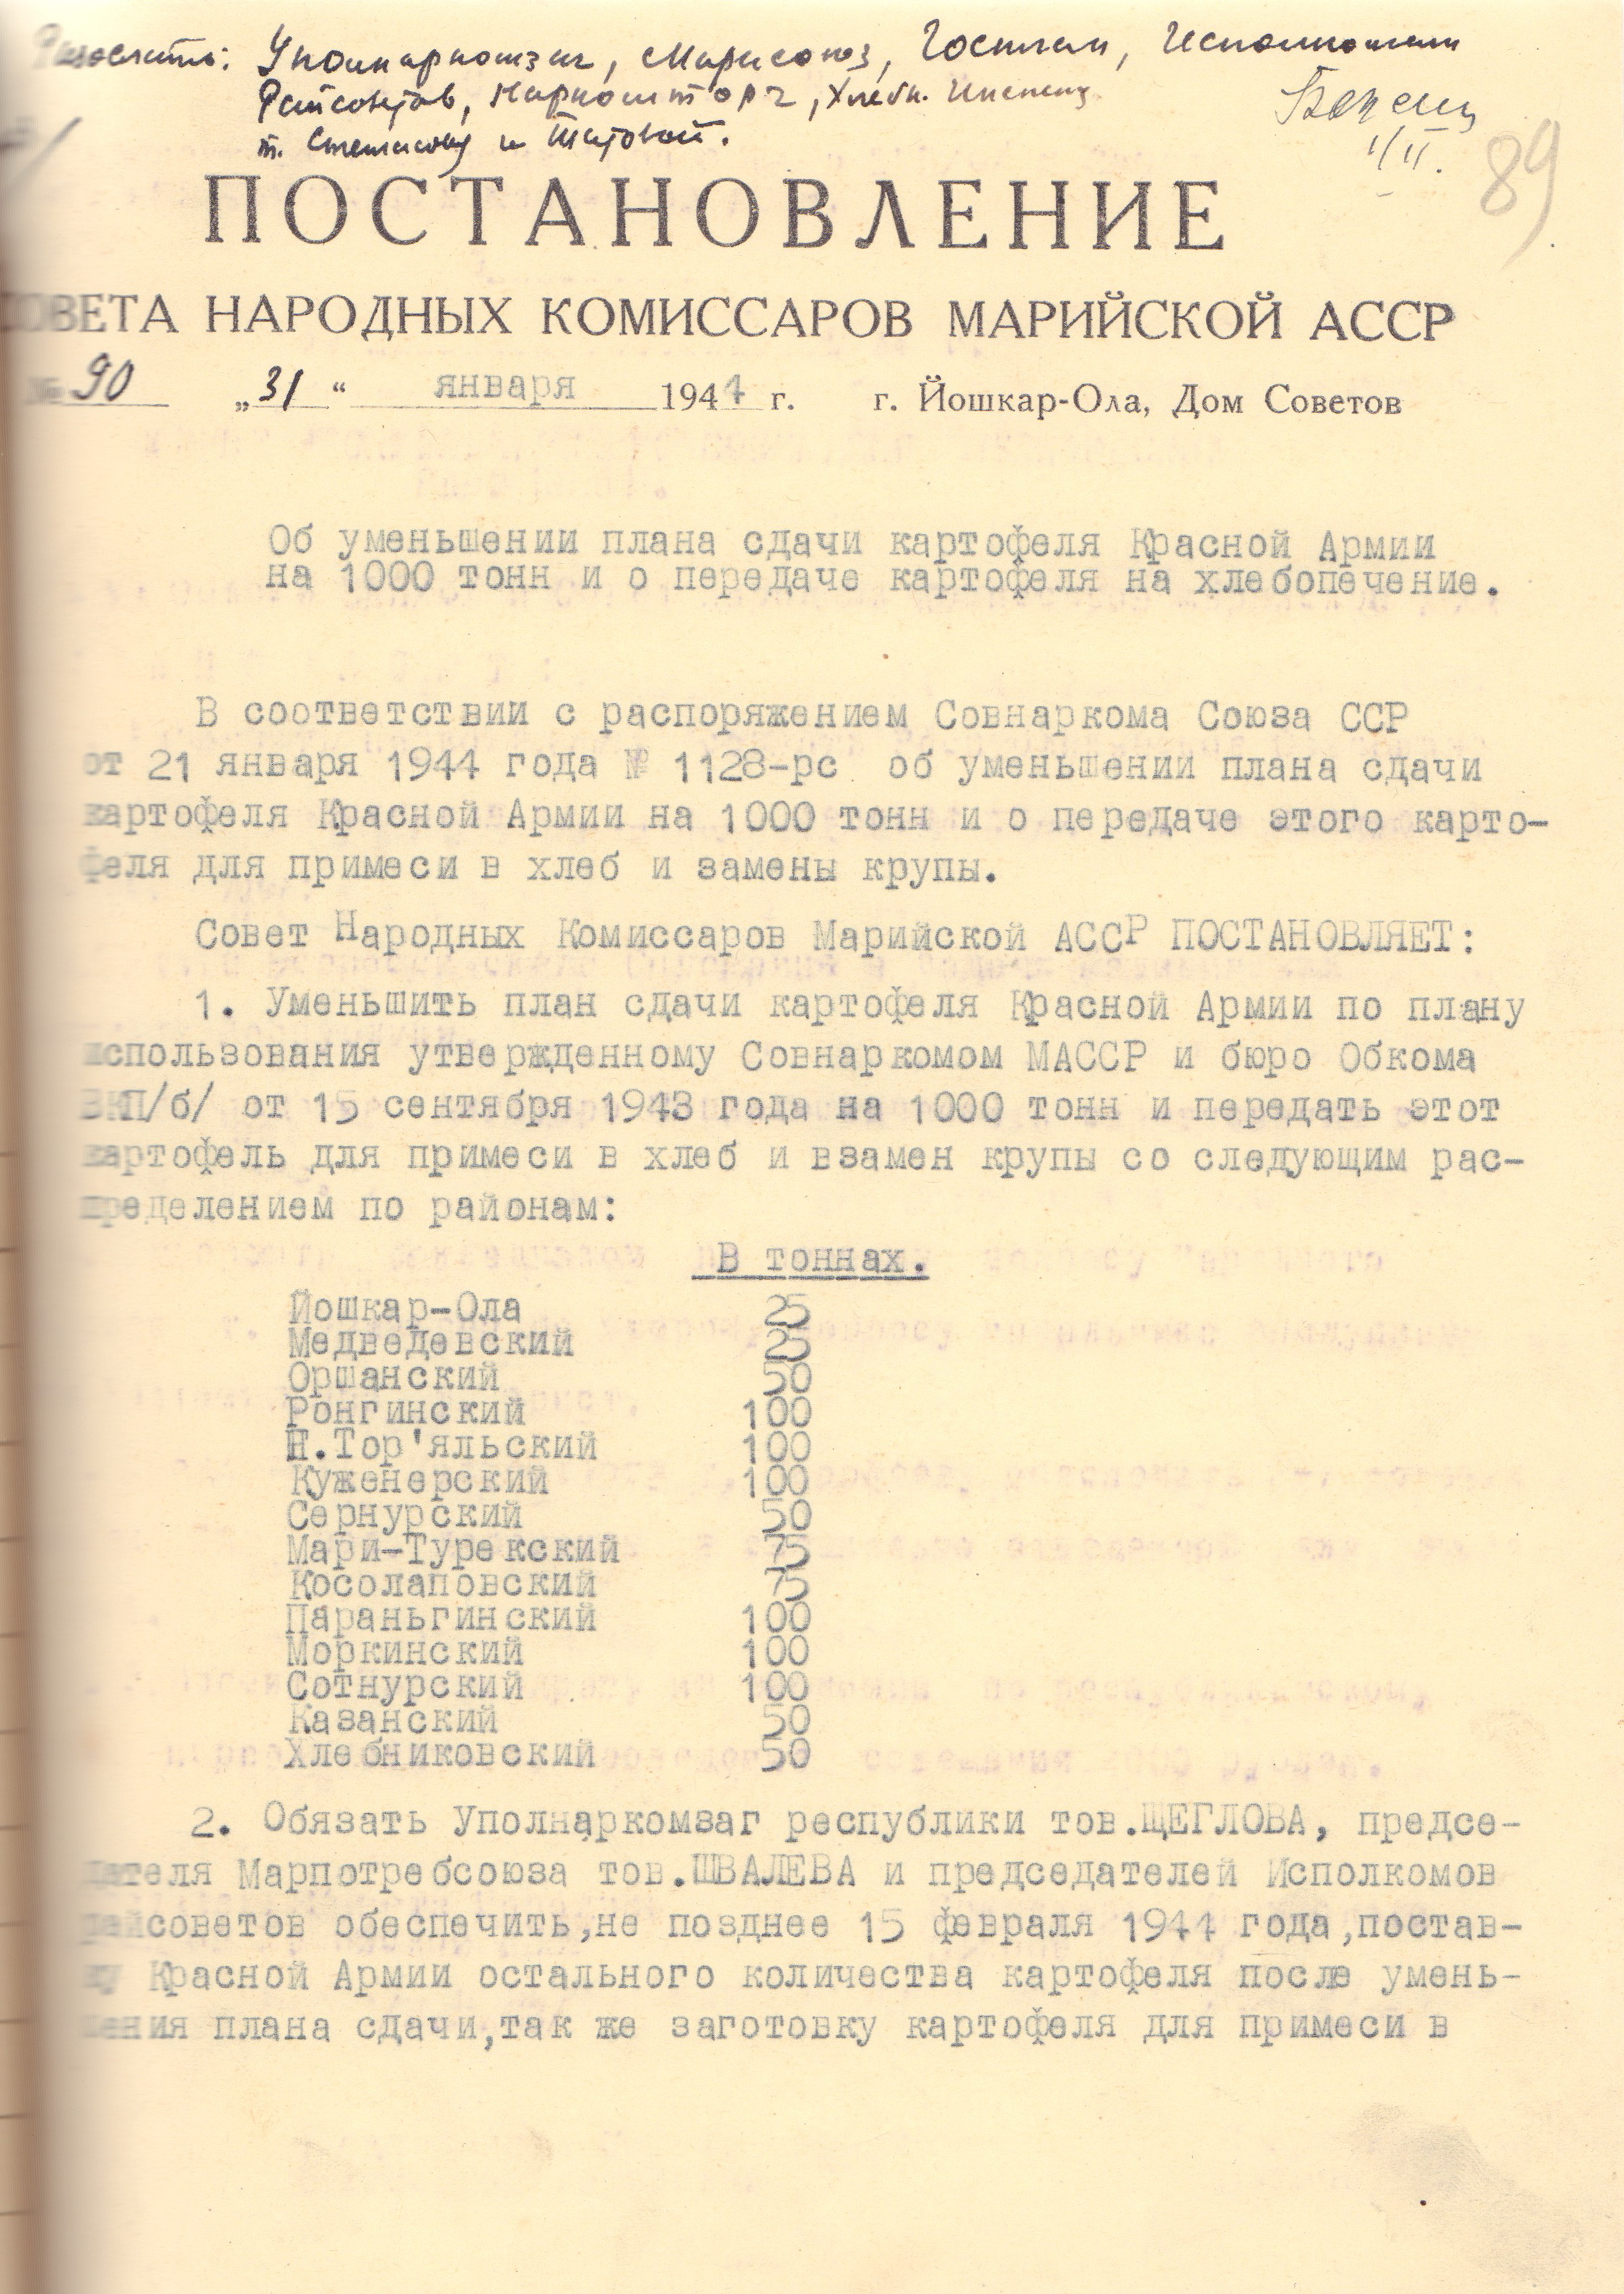 Разослать: Уполнаркомзаг, Марисоюз, Госплан, Исполкомам
Райсоветов, Наркомторг, Хлебн. Инспекц.
т. и Титовой.
1/II.
89
ПОСТАНОВЛЕНИЕ
СОВЕТА НАРОДНЫХ КОМИССАРОВ МАРИЙСКОЙ АССР
№ 90 „31“ января 1944 г. г. Йошкар-Ола, Дом Советов
Об уменьшении плана сдачи картофеля Красной Армии
на 1000 тонн и о передаче картофеля на хлебопечение.
В соответствии с распоряжением Совнаркома Союза ССР
от 21 января 1944 года № 1128-рс об уменьшении плана сдачи
картофеля Красной Армии на 1000 тонн и о передаче этого карто-
феля для примеси в хлеб и замены крупы.
Совет Народных Комиссаров Марийской АССР ПОСТАНОВЛЯЕТ:
1. Уменьшить план сдачи картофеля Красной Армии по плану
использования утвержденному Совнаркомом МАССР и бюро Обкома
ВКП/б/ от 15 сентября 1943 года на 1000 тонн и передать этот
картофель для примеси в хлеб и взамен крупы со следующим рас-
пределением по районам:
В тоннах.
Йошкар-Ола 25
Медведевский 25
Оршанский 50
Ронгинский 100
Н.Тор'яльский 100
Куженерский 100
Сернурский 50
Мари-Турекский 75
Косолаповский 75
Параньгинский 100
Моркинский 100
Сотнурский 100
Казанский 50
Хлебниковский 50
2. Обязать Уполнаркомзаг республики тов.ЩЕГЛОВА, предсе-
дателя Марпотребсоюза тов.ШВАЛЕВА и председателей Исполкомов
райсоветов обеспечить,не позднее 15 февраля 1944 года,постав-
ку Красной Армии остального количества картофеля после умень-
шения плана сдачи,так же заготовку картофеля для примеси в